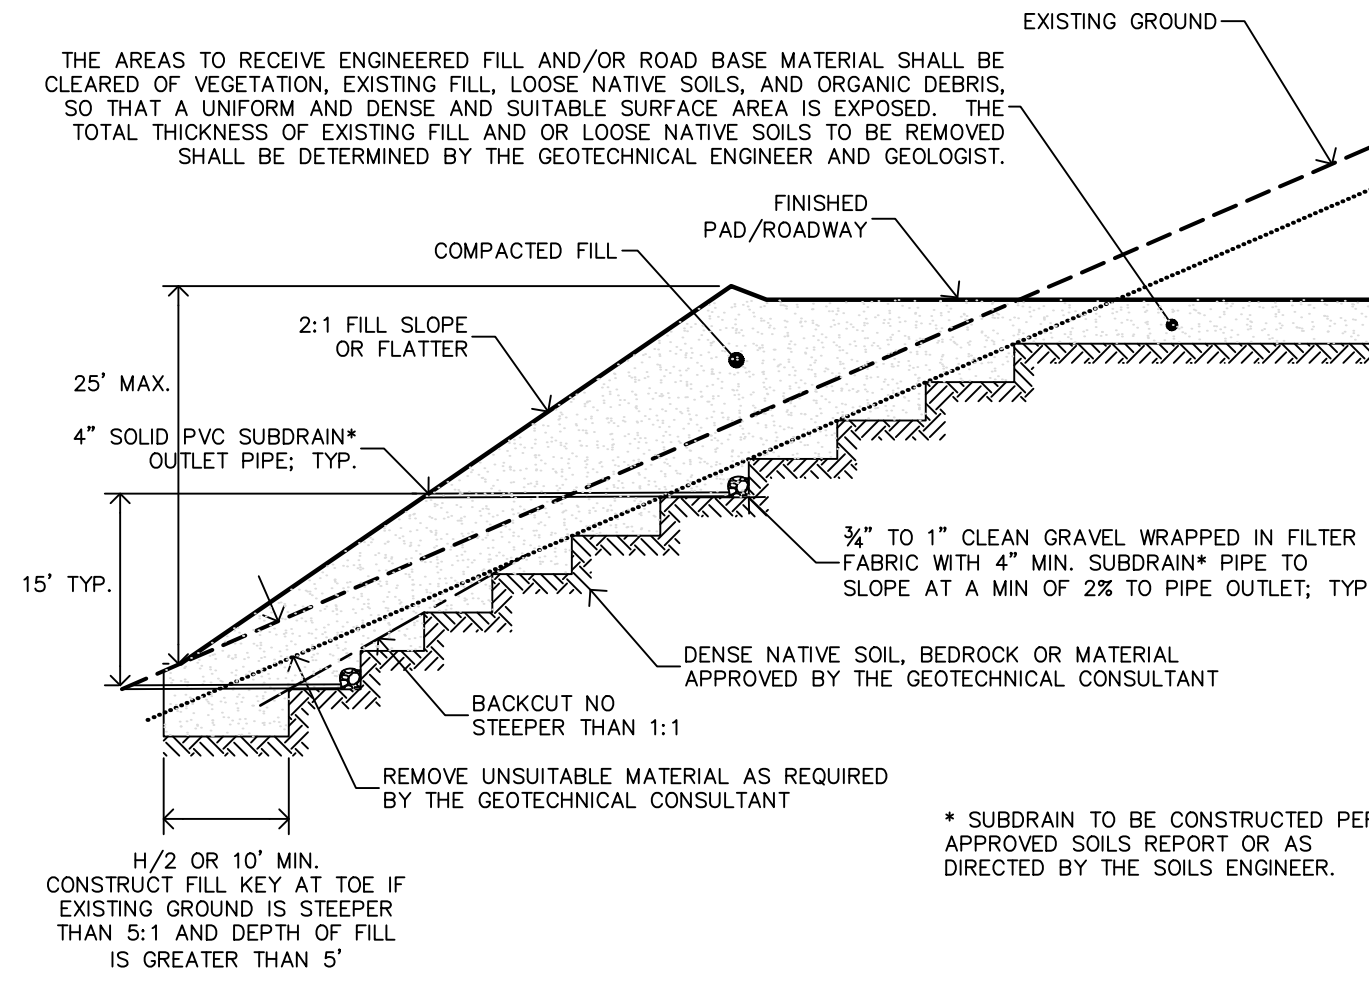 EXISTING GROUND
THE AREAS TO RECEIVE ENGINEERED FILL AND/OR ROAD BASE MATERIAL SHALL BE
CLEARED OF VEGETATION, EXISTING FILL, LOOSE NATIVE SOILS, AND ORGANIC DEBRIS,
SO THAT A UNIFORM AND DENSE AND SUITABLE SURFACE AREA IS EXPOSED. THE
TOTAL THICKNESS OF EXISTING FILL AND OR LOOSE NATIVE SOILS TO BE REMOVED
SHALL BE DETERMINED BY THE GEOTECHNICAL ENGINEER AND GEOLOGIST.
FINISHED
PAD/ROADWAY
COMPACTED FILL
2:1 FILL SLOPE
OR FLATTER
25' MAX.
4" SOLID PVC SUBDRAIN*
OUTLET PIPE; TYP.
15' TYP.
¾" TO 1" CLEAN GRAVEL WRAPPED IN FILTER
FABRIC WITH 4" MIN. SUBDRAIN* PIPE TO
SLOPE AT A MIN OF 2% TO PIPE OUTLET; TYP
DENSE NATIVE SOIL, BEDROCK OR MATERIAL
APPROVED BY THE GEOTECHNICAL CONSULTANT
BACKCUT NO
STEEPER THAN 1:1
REMOVE UNSUITABLE MATERIAL AS REQUIRED
BY THE GEOTECHNICAL CONSULTANT
* SUBDRAIN TO BE CONSTRUCTED PER
APPROVED SOILS REPORT OR AS
DIRECTED BY THE SOILS ENGINEER.
H/2 OR 10' MIN.
CONSTRUCT FILL KEY AT TOE IF
EXISTING GROUND IS STEEPER
THAN 5:1 AND DEPTH OF FILL
IS GREATER THAN 5'